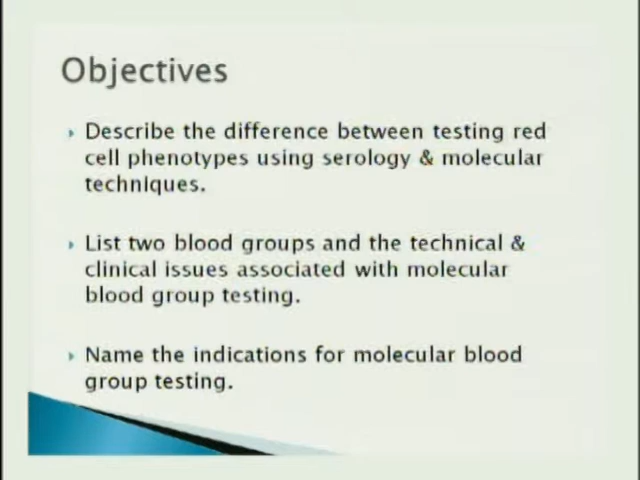 Objectives
Describe the difference between testing red
cell phenotypes using serology & molecular
techniques.
List two blood groups and the technical &
clinical issues associated with molecular
blood group testing.
Name the indications for molecular blood
group testing.